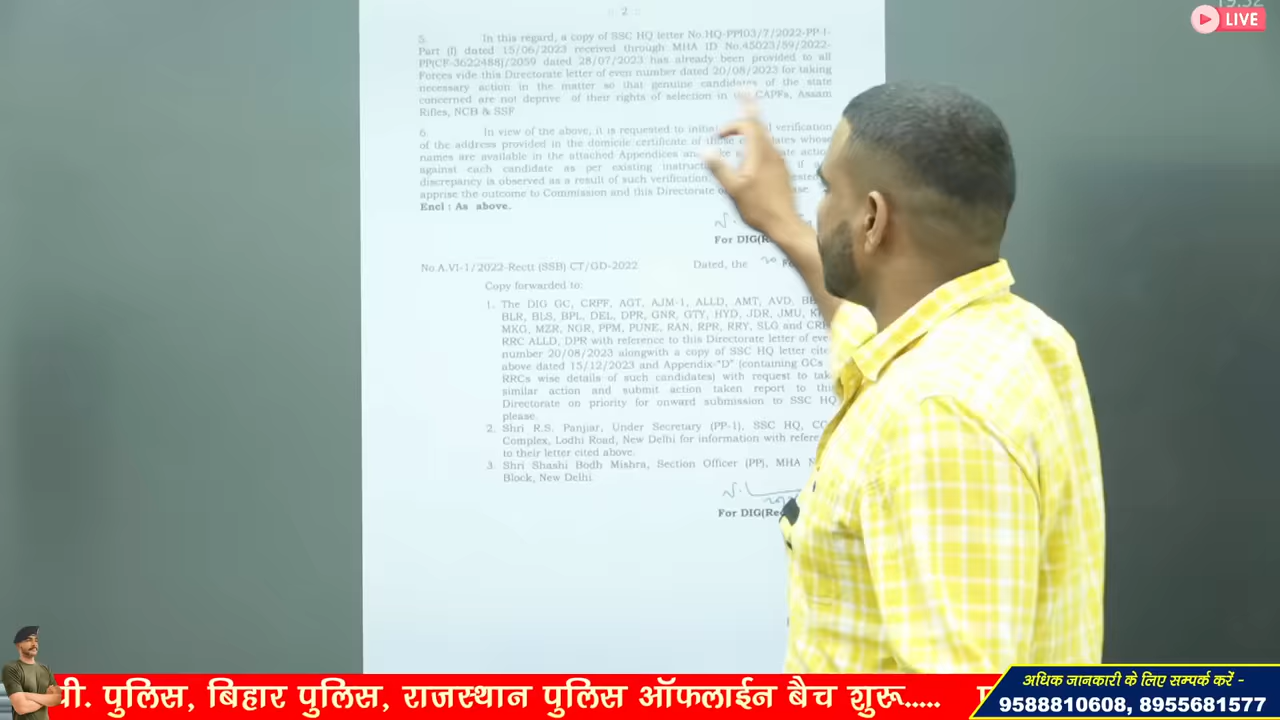 19:32
LIVE
:: 2 ::
5. In this regard, a copy of SSC HQ letter No.HQ-PPI03/7/2022-PP-I-
Part (I) dated 15/06/2023 received through MHA ID No.45023/59/2022-
PP(CF-3622488)/2059 dated 28/07/2023 has already been provided to all
Forces vide this Directorate letter of even number dated 20/08/2023 for taking
necessary action in the matter so that genuine candidates of the state
concerned are not deprive of their rights of selection in CAPFs, Assam
Rifles, NCB & SSF
6. In view of the above, it is requested to verification
of the address provided in the domicile certificate of those whose
names are available in the attached Appendices and action
against each candidate as per existing if
discrepancy is observed as a result of such verification.
apprise the outcome to Commission and this Directorate
Encl : As above.
For
No.A.VI-1/2022-Rectt (SSB) CT/GD-2022 Dated, the 20
Copy forwarded to:
1. The DIG GC, CRPF, AGT, AJM-1, ALLD, AMT, AVD,
BLR, BLS, BPL, DEL, DPR, GNR, GTY, HYD, JDR, JMU,
MKG, MZR, NGR, PPM, PUNE, RAN, RPR, RRY, SLG and
RRC ALLD, DPR with reference to this Directorate letter of
number 20/08/2023 alongwith a copy of SSC HQ letter
above dated 15/12/2023 and Appendix-"D" (containing GCs
RRCs wise details of such candidates) with request to
similar action and submit action taken report to
Directorate on priority for onward submission to SSC HQ
please.
2. Shri R.S. Panjiar, Under Secretary (PP-1), SSC HQ,
Complex, Lodhi Road, New Delhi for information with
to their letter cited above.
3. Shri Shashi Bodh Mishra, Section Officer (PP), MHA
Block, New Delhi.
For
पी. पुलिस, बिहार पुलिस, राजस्थान पुलिस ऑफलाईन बैच शुरू.....
अधिक जानकारी के लिए सम्पर्क करें -
9588810608, 8955681577